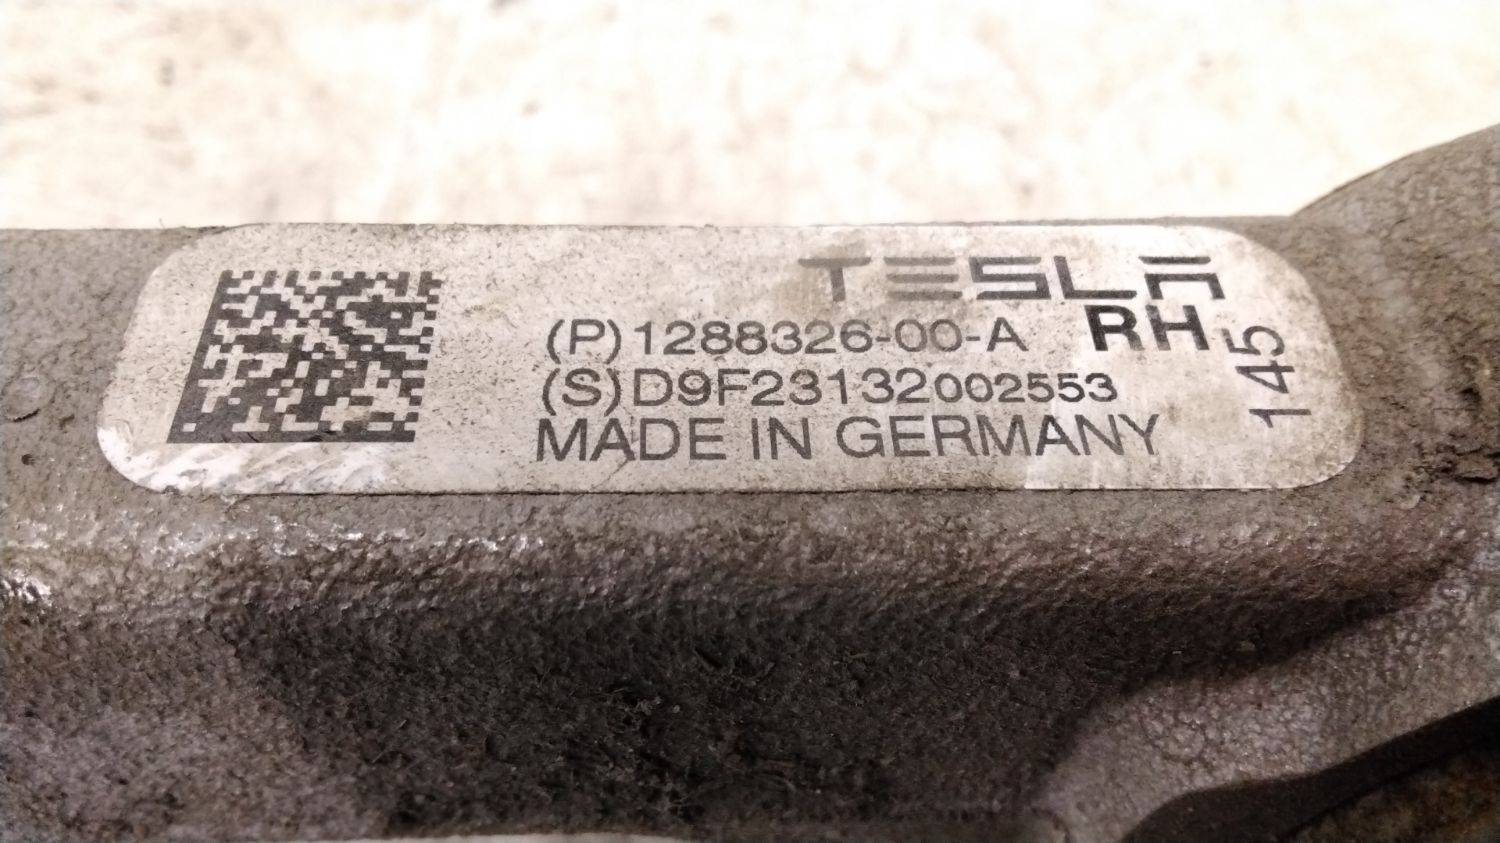 TESLA
(P)1288326-00-A RH
(S)D9F23132002553
MADE IN GERMANY
145